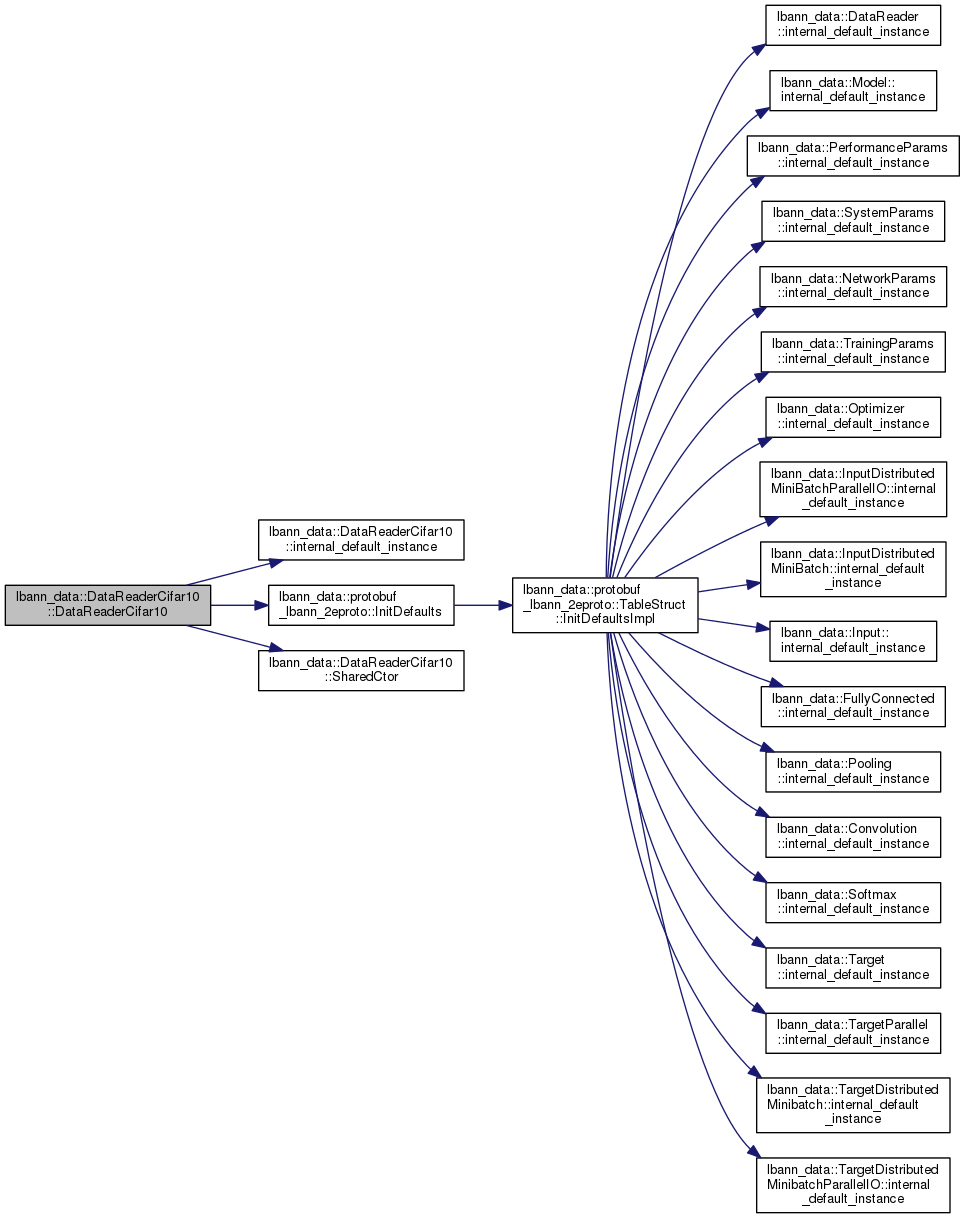 lbann_data::DataReaderCifar10
::DataReaderCifar10
lbann_data::DataReaderCifar10
::internal_default_instance
lbann_data::protobuf
_lbann_2eproto::InitDefaults
lbann_data::DataReaderCifar10
::SharedCtor
lbann_data::protobuf
_lbann_2eproto::TableStruct
::InitDefaultsImpl
lbann_data::DataReader
::internal_default_instance
lbann_data::Model::
internal_default_instance
lbann_data::PerformanceParams
::internal_default_instance
lbann_data::SystemParams
::internal_default_instance
lbann_data::NetworkParams
::internal_default_instance
lbann_data::TrainingParams
::internal_default_instance
lbann_data::Optimizer
::internal_default_instance
lbann_data::InputDistributed
MiniBatchParallelIO::internal
_default_instance
lbann_data::InputDistributed
MiniBatch::internal_default
_instance
lbann_data::Input::
internal_default_instance
lbann_data::FullyConnected
::internal_default_instance
lbann_data::Pooling
::internal_default_instance
lbann_data::Convolution
::internal_default_instance
lbann_data::Softmax
::internal_default_instance
lbann_data::Target
::internal_default_instance
lbann_data::TargetParallel
::internal_default_instance
lbann_data::TargetDistributed
Minibatch::internal_default
_instance
lbann_data::TargetDistributed
MinibatchParallelIO::internal
_default_instance